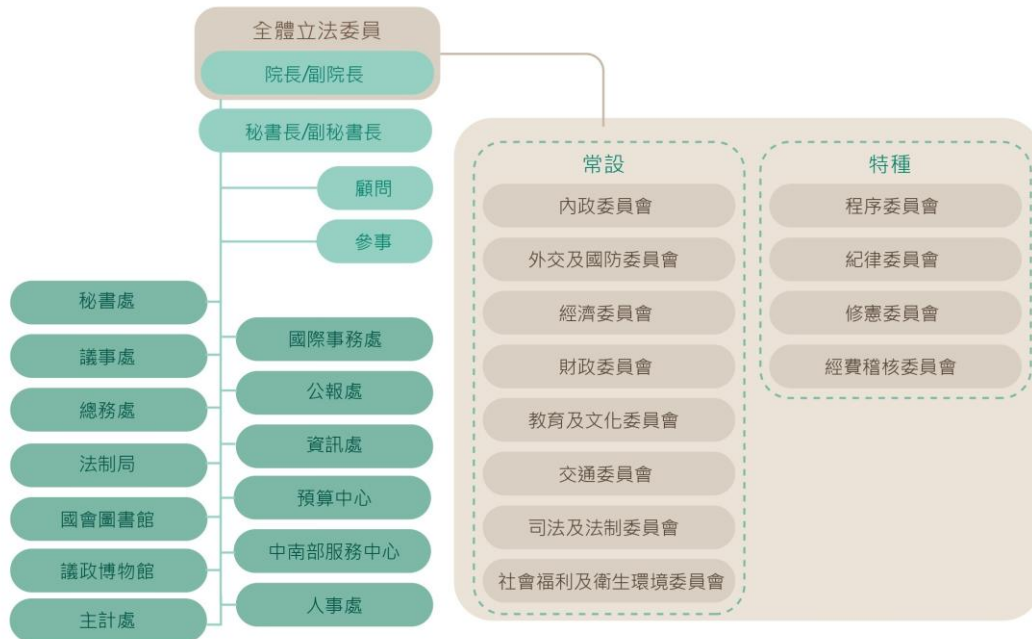 全體立法委員
院長/副院長
秘書長/副秘書長
顧問
參事
秘書處
議事處
總務處
法制局
國會圖書館
議政博物館
主計處
國際事務處
公報處
資訊處
預算中心
中南部服務中心
人事處
常設
內政委員會
外交及國防委員會
經濟委員會
財政委員會
教育及文化委員會
交通委員會
司法及法制委員會
社會福利及衛生環境委員會
特種
程序委員會
紀律委員會
修憲委員會
經費稽核委員會